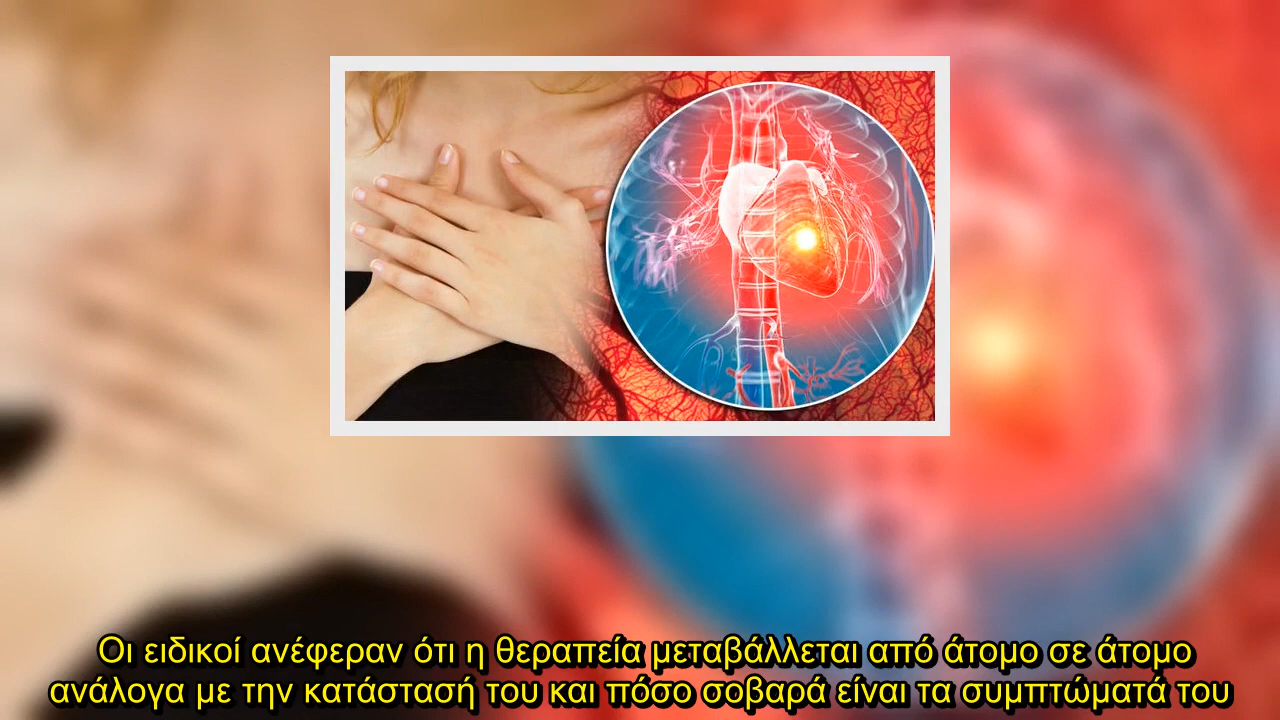 Οι ειδικοί ανέφεραν ότι η θεραπεία μεταβάλλεται από άτομο σε άτομο
ανάλογα με την κατάστασή του και πόσο σοβαρά είναι τα συμπτώματά του